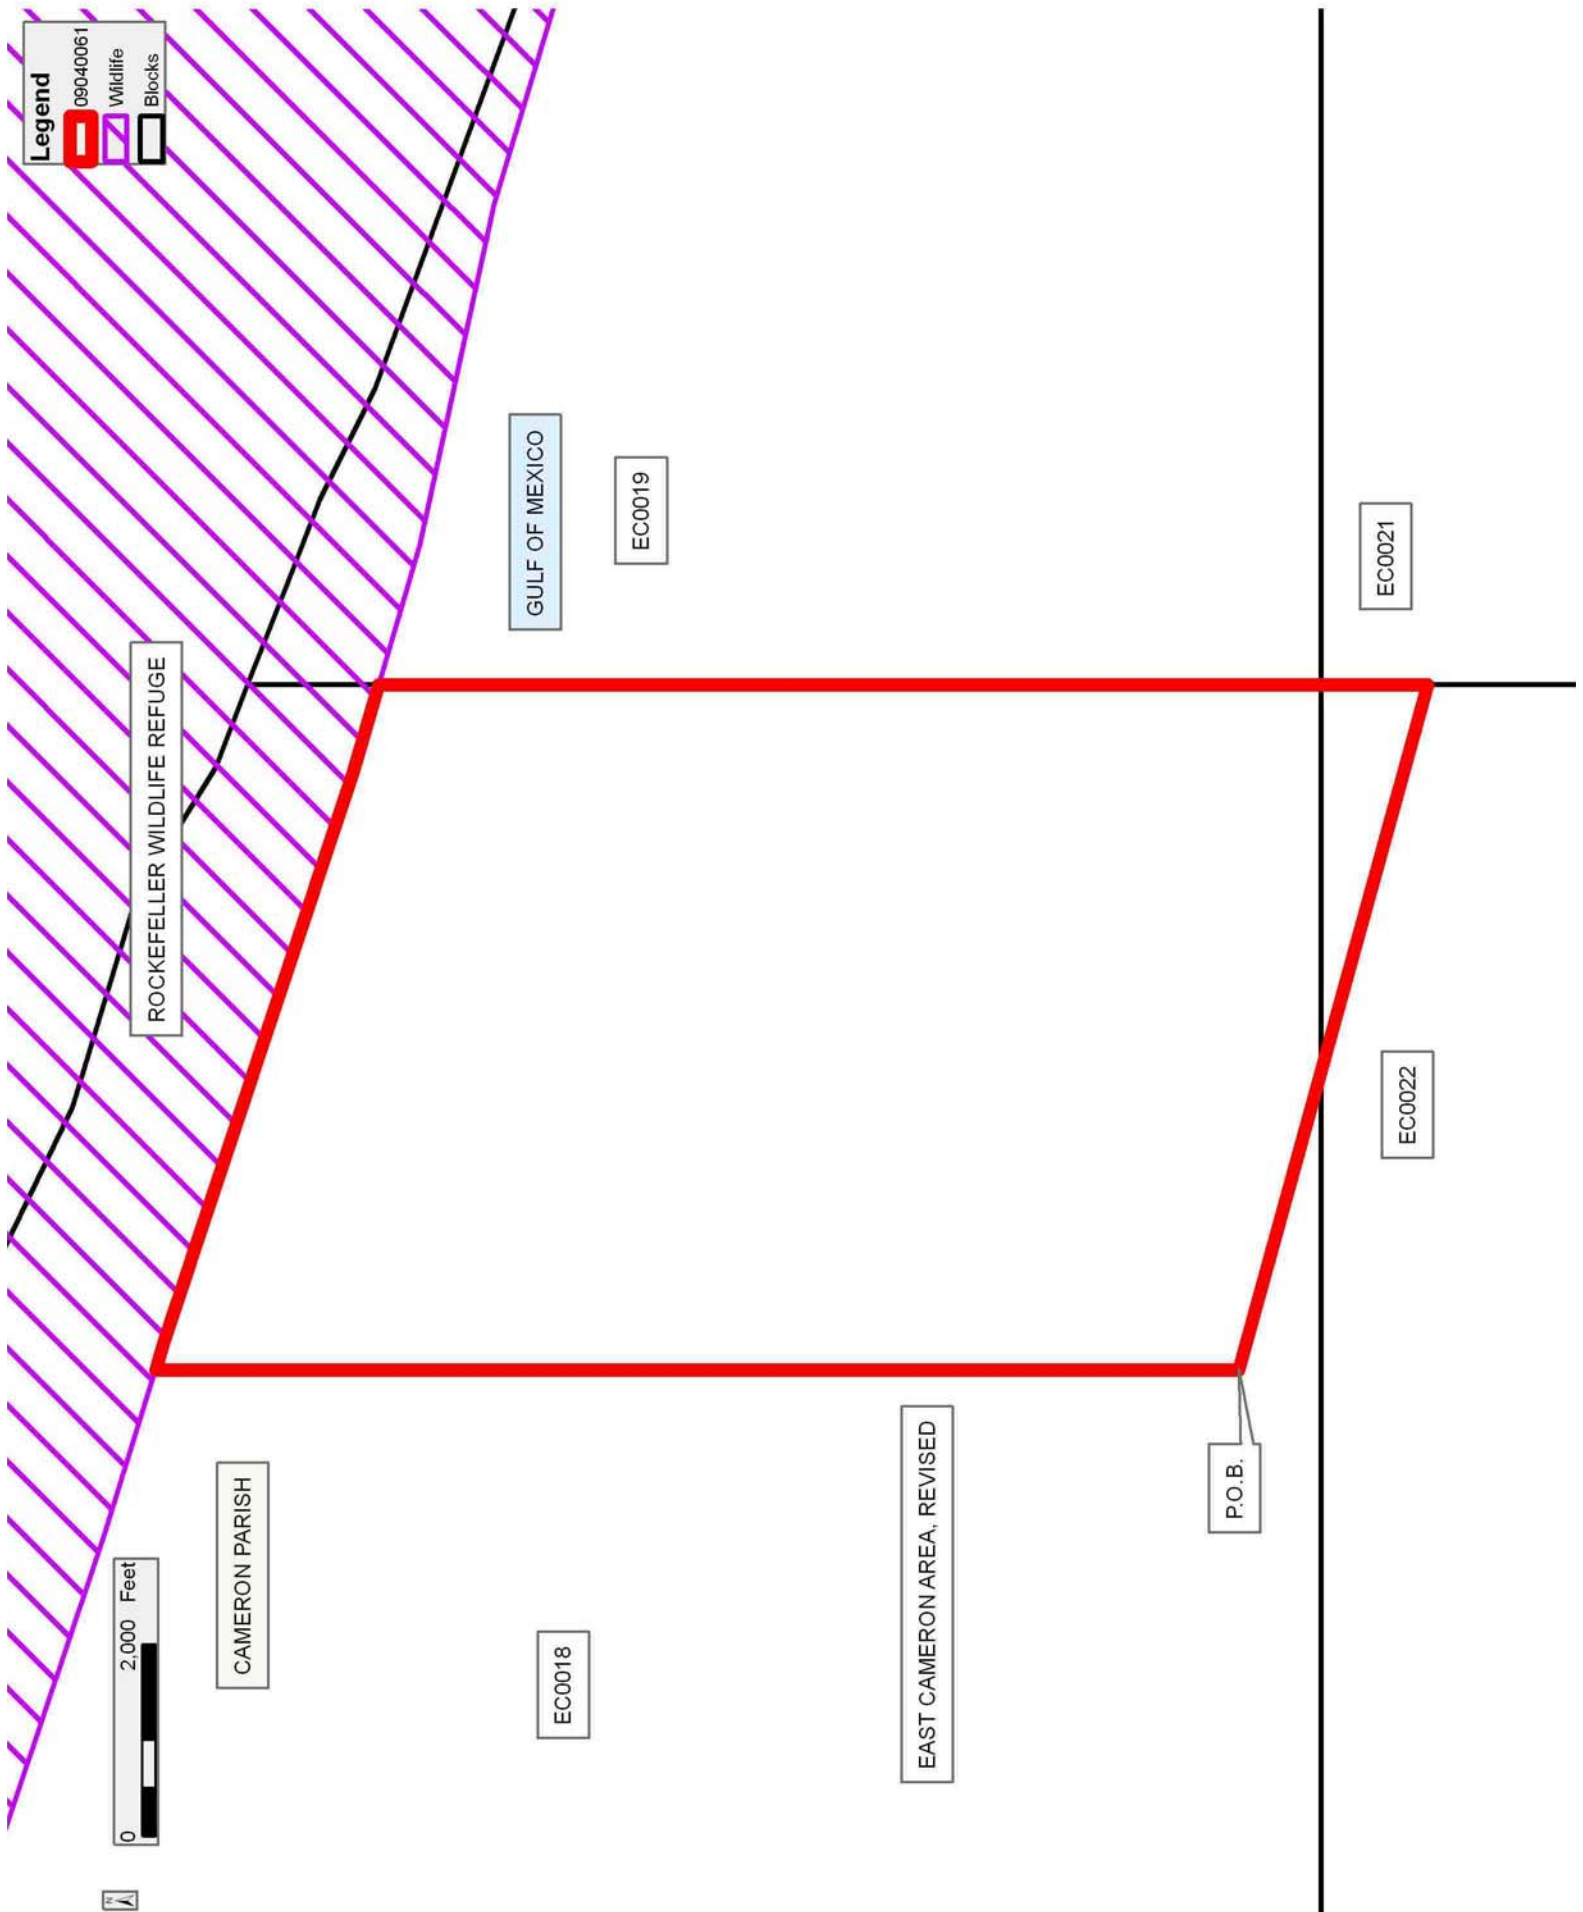 Legend
09040061
Wildlife
Blocks
ROCKEFELLER WILDLIFE REFUGE
GULF OF MEXICO
EC0019
EC0021
EC0022
CAMERON PARISH
EC0018
EAST CAMERON AREA, REVISED
P.O.B.
0 2,000 Feet
N